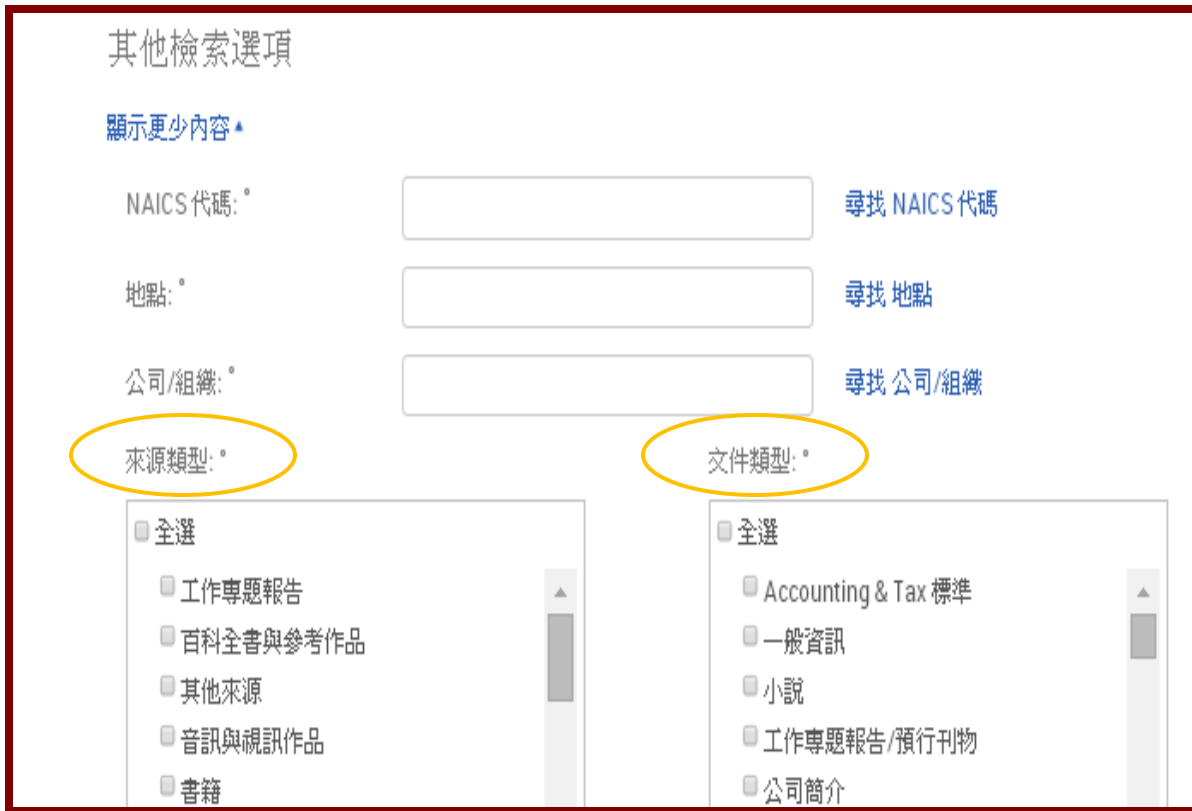 其他檢索選項
顯示更少內容▲
NAICS 代碼: ° 尋找 NAICS 代碼
地點: ° 尋找 地點
公司/組織: ° 尋找 公司/組織
來源類型: ° 文件類型: °
全選 全選
工作專題報告 Accounting & Tax 標準
百科全書與參考作品 一般資訊
其他來源 小說
音訊與視訊作品 工作專題報告/預行刊物
書籍 公司簡介